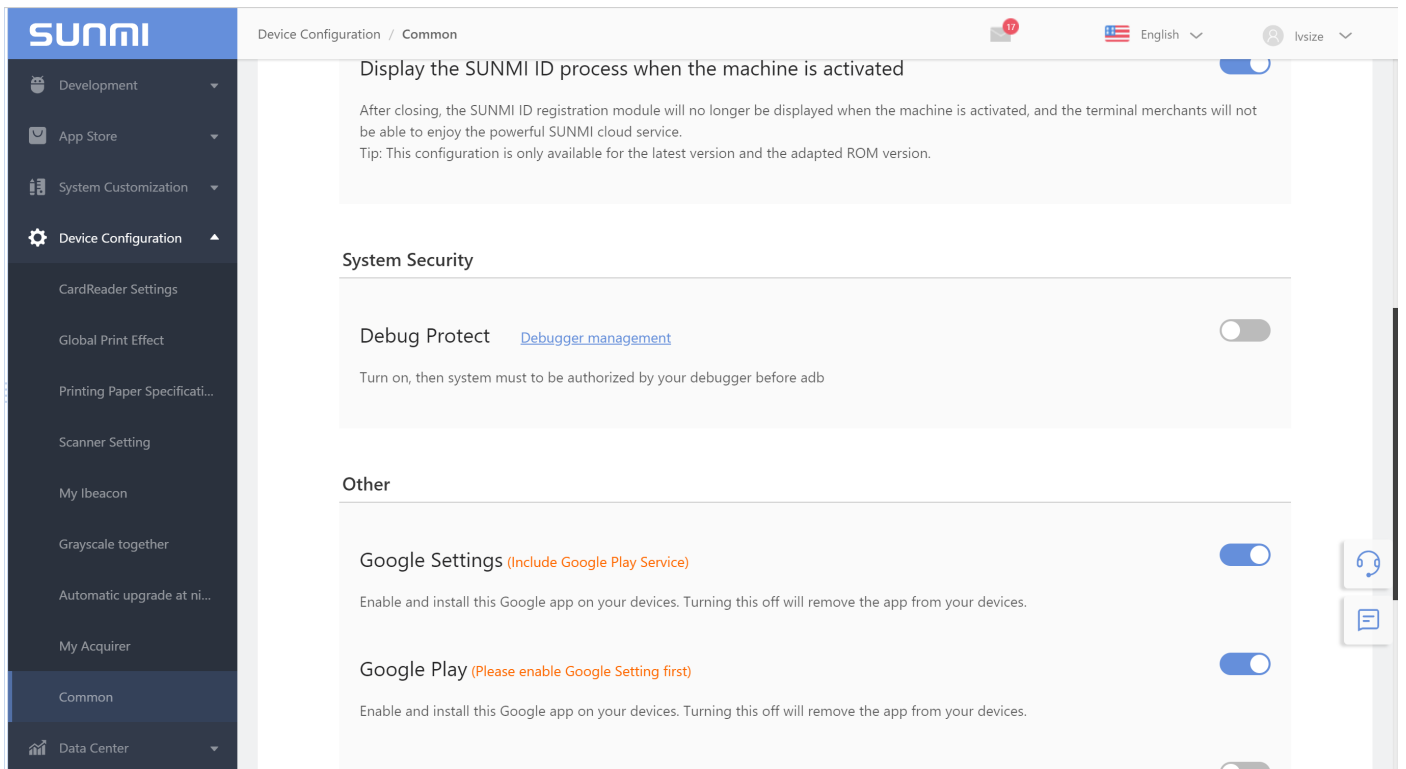 SUNMI
Device Configuration / Common
17
English
lvsize
Development
App Store
System Customization
Device Configuration
CardReader Settings
Global Print Effect
Printing Paper Specificati...
Scanner Setting
My Ibeacon
Grayscale together
Automatic upgrade at ni...
My Acquirer
Common
Data Center
Display the SUNMI ID process when the machine is activated
After closing, the SUNMI ID registration module will no longer be displayed when the machine is activated, and the terminal merchants will not
be able to enjoy the powerful SUNMI cloud service.
Tip: This configuration is only available for the latest version and the adapted ROM version.
System Security
Debug Protect Debugger management
Turn on, then system must to be authorized by your debugger before adb
Other
Google Settings (Include Google Play Service)
Enable and install this Google app on your devices. Turning this off will remove the app from your devices.
Google Play (Please enable Google Setting first)
Enable and install this Google app on your devices. Turning this off will remove the app from your devices.